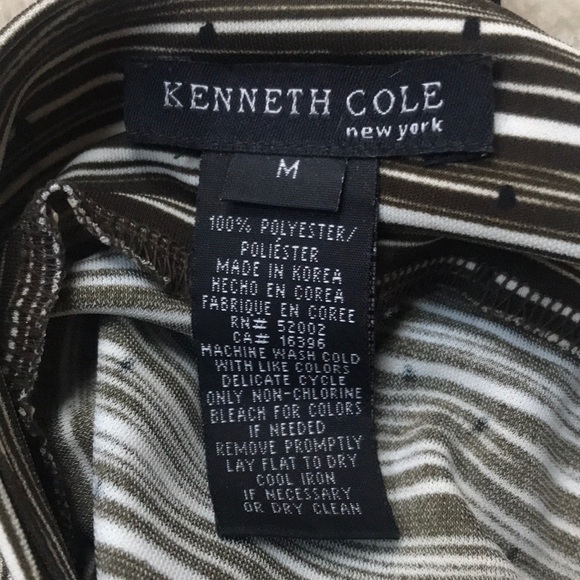 KENNETH COLE
new york
M
100% POLYESTER/
POLIÉSTER
MADE IN KOREA
HECHO EN COREA
FABRIQUE EN COREE
RN# 52002
CA# 16396
MACHINE WASH COLD
WITH LIKE COLORS
DELICATE CYCLE
ONLY NON-CHLORINE
BLEACH FOR COLORS
IF NEEDED
REMOVE PROMPTLY
LAY FLAT TO DRY
COOL IRON
IF NECESSARY
OR DRY CLEAN